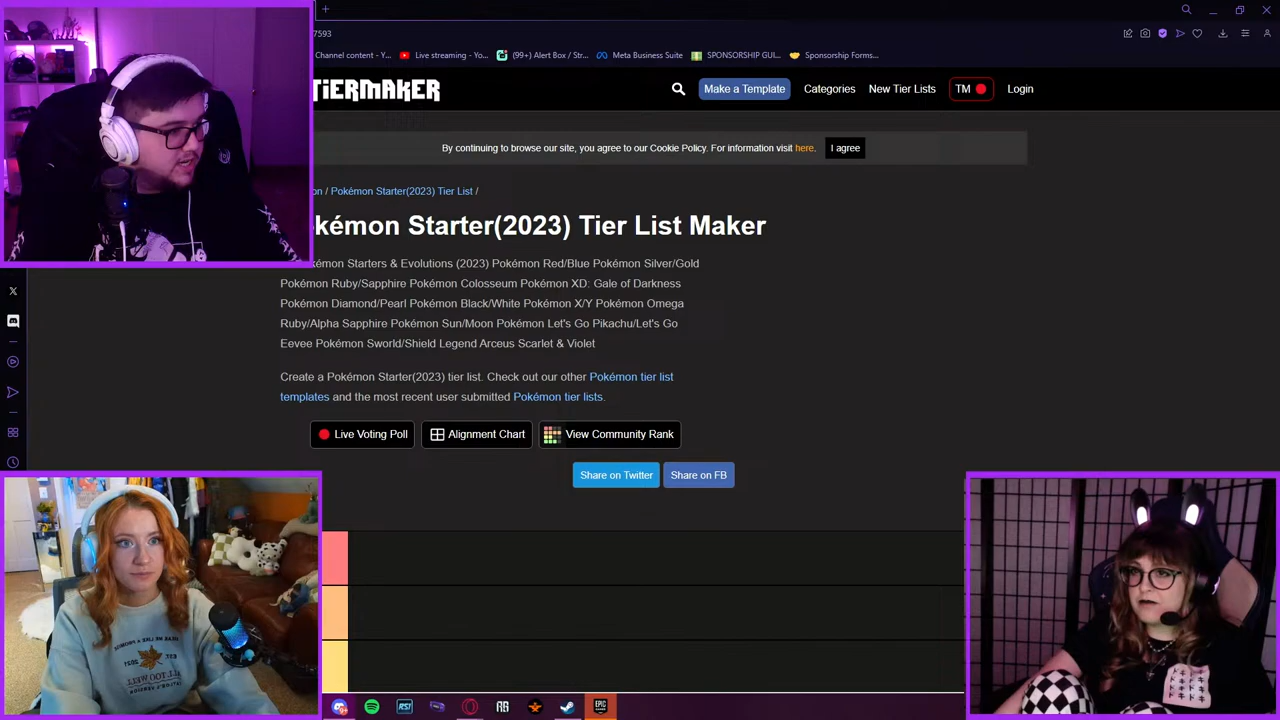 7593
Channel content - Y...
Live streaming - Yo...
(99+) Alert Box / Str...
Meta Business Suite
SPONSORSHIP GUI...
Sponsorship Forms...
TiERMAKER
Make a Template
Categories
New Tier Lists
TM
Login
By continuing to browse our site, you agree to our Cookie Policy. For information visit here.
I agree
on / Pokémon Starter(2023) Tier List /
kémon Starter(2023) Tier List Maker
kémon Starters & Evolutions (2023) Pokémon Red/Blue Pokémon Silver/Gold
Pokémon Ruby/Sapphire Pokémon Colosseum Pokémon XD: Gale of Darkness
Pokémon Diamond/Pearl Pokémon Black/White Pokémon X/Y Pokémon Omega
Ruby/Alpha Sapphire Pokémon Sun/Moon Pokémon Let's Go Pikachu/Let's Go
Eevee Pokémon Sworld/Shield Legend Arceus Scarlet & Violet
Create a Pokémon Starter(2023) tier list. Check out our other Pokémon tier list
templates and the most recent user submitted Pokémon tier lists.
Live Voting Poll
Alignment Chart
View Community Rank
Share on Twitter
Share on FB
ALL TOO WELL